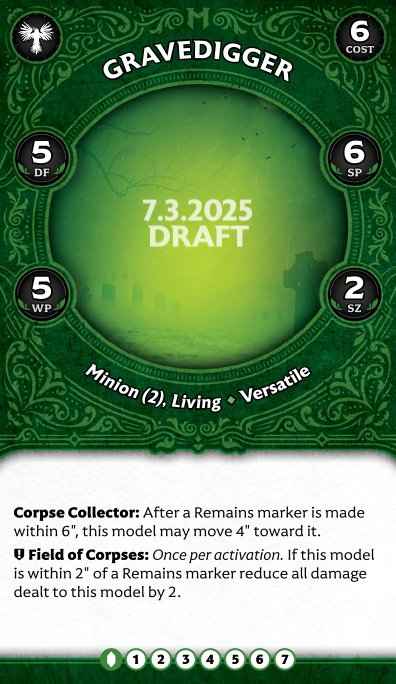 6
COST
GRAVEDIGGER
5
DF
6
SP
7.3.2025
DRAFT
5
WP
2
SZ
Minion (2), Living ◆ Versatile
Corpse Collector: After a Remains marker is made
within 6", this model may move 4" toward it.
Field of Corpses: Once per activation. If this model
is within 2" of a Remains marker reduce all damage
dealt to this model by 2.
1 2 3 4 5 6 7